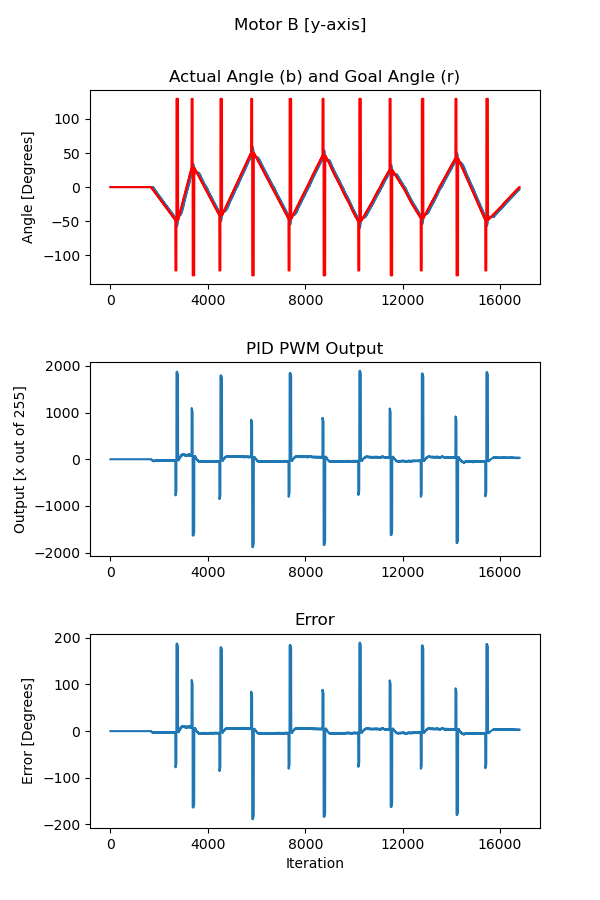 Motor B [y-axis]
Actual Angle (b) and Goal Angle (r)
Angle [Degrees]
100
50
0
−50
−100
0 4000 8000 12000 16000
PID PWM Output
Output [x out of 255]
2000
1000
0
−1000
−2000
0 4000 8000 12000 16000
Error
Error [Degrees]
200
100
0
−100
−200
0 4000 8000 12000 16000
Iteration